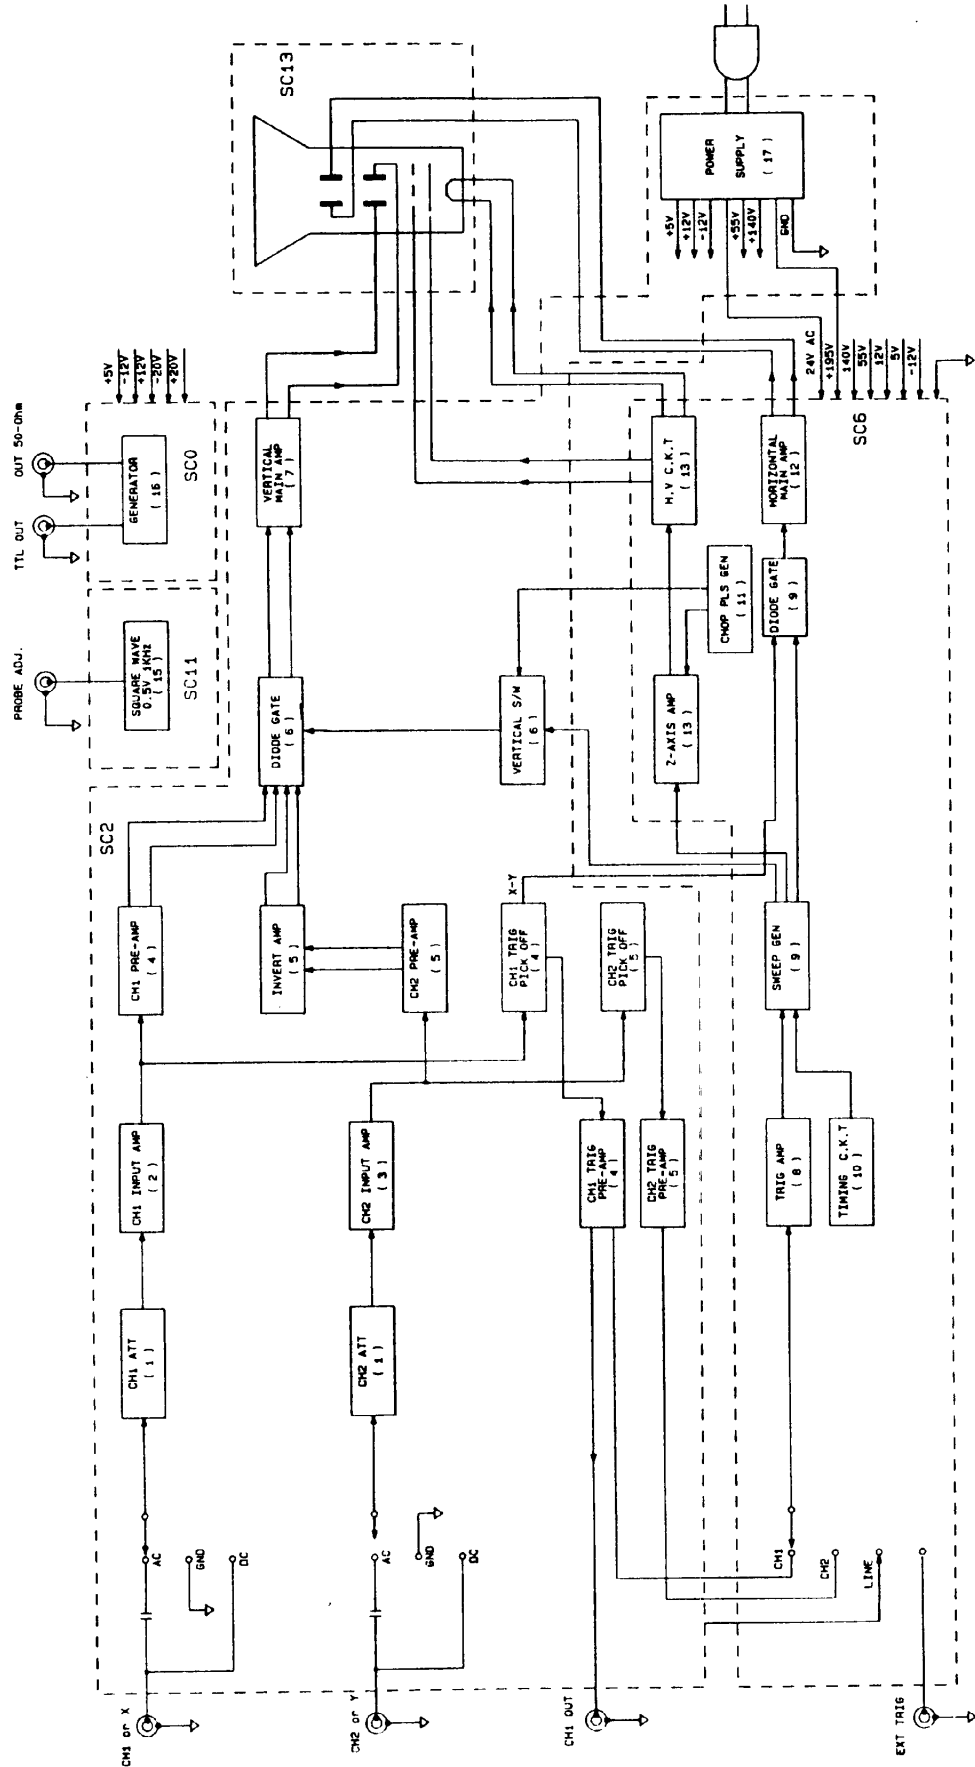 PROBE ADJ.
TTL OUT
OUT 50-Ohm
SQUARE WAVE
0.5V 1KHz
( 15 )
SC11
GENERATOR
( 16 )
SC0
+5V
-12V
+12V
-20V
+20V
SC13
SC2
CH1 or X
AC
GND
DC
CH1 ATT
( 1 )
CH1 INPUT AMP
( 2 )
CH1 PRE-AMP
( 4 )
DIODE GATE
( 6 )
VERTICAL
MAIN AMP
( 7 )
INVERT AMP
( 5 )
CH2 or Y
AC
GND
DC
CH2 ATT
( 1 )
CH2 INPUT AMP
( 3 )
CH2 PRE-AMP
( 5 )
CH1 TRIG
PICK OFF
( 4 )
X-Y
VERTICAL S/W
( 6 )
CH1 OUT
CH1 TRIG
PRE-AMP
( 4 )
CH2 TRIG
PICK OFF
( 5 )
CH2 TRIG
PRE-AMP
( 5 )
Z-AXIS AMP
( 13 )
H.V C.K.T
( 13 )
CHOP PLS GEN
( 11 )
POWER
SUPPLY
( 17 )
+5V
+12V
-12V
+55V
+140V
GND
CH1
CH2
LINE
EXT TRIG
TRIG AMP
( 8 )
TIMING C.K.T
( 10 )
SWEEP GEN
( 9 )
DIODE GATE
( 9 )
HORIZONTAL
MAIN AMP
( 12 )
24V AC
+195V
140V
55V
12V
5V
-12V
SC6